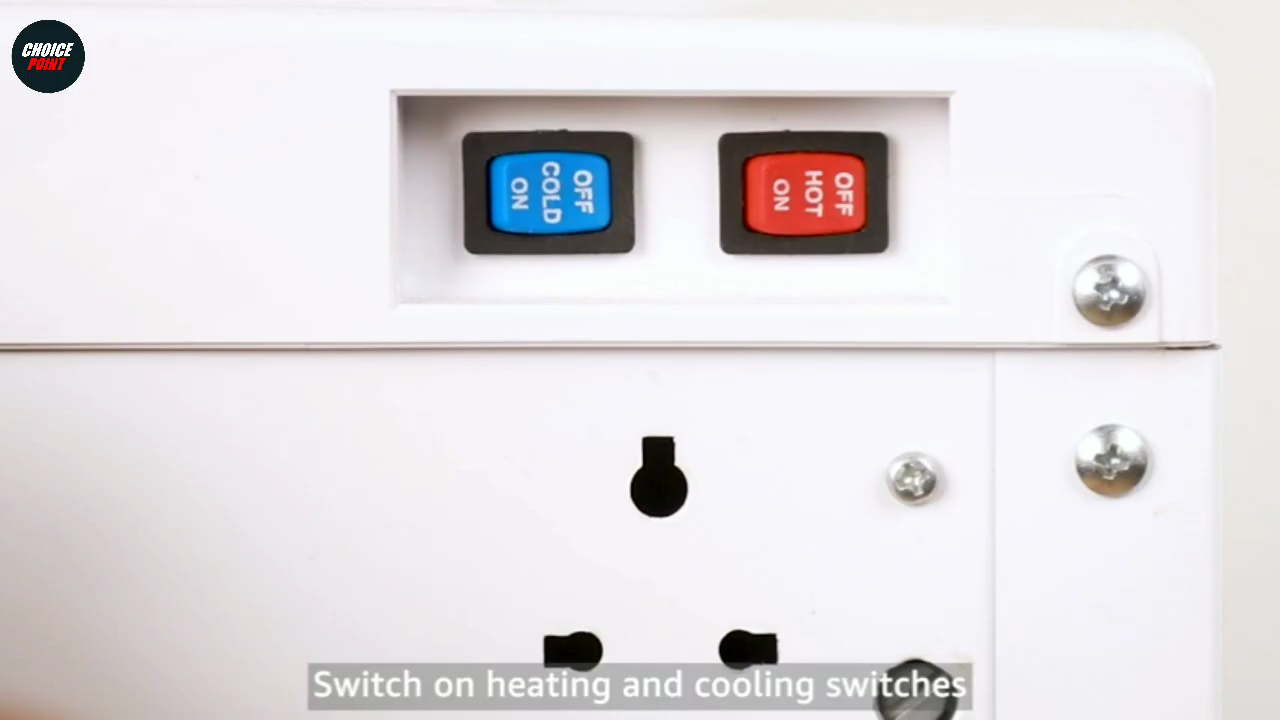 CHOICE
POINT
OFF
COLD
ON
OFF
HOT
ON
Switch on heating and cooling switches